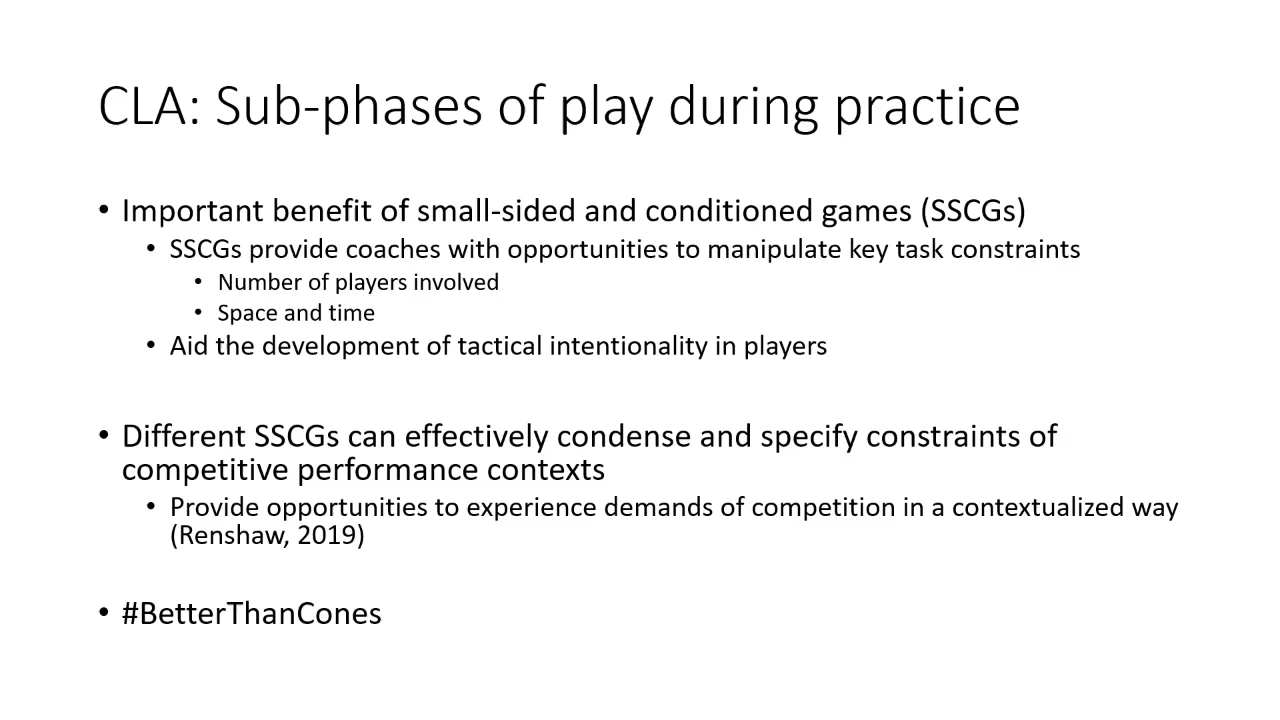 CLA: Sub-phases of play during practice
• Important benefit of small-sided and conditioned games (SSCGs)
• SSCGs provide coaches with opportunities to manipulate key task constraints
• Number of players involved
• Space and time
• Aid the development of tactical intentionality in players
• Different SSCGs can effectively condense and specify constraints of
competitive performance contexts
• Provide opportunities to experience demands of competition in a contextualized way
(Renshaw, 2019)
• #BetterThanCones